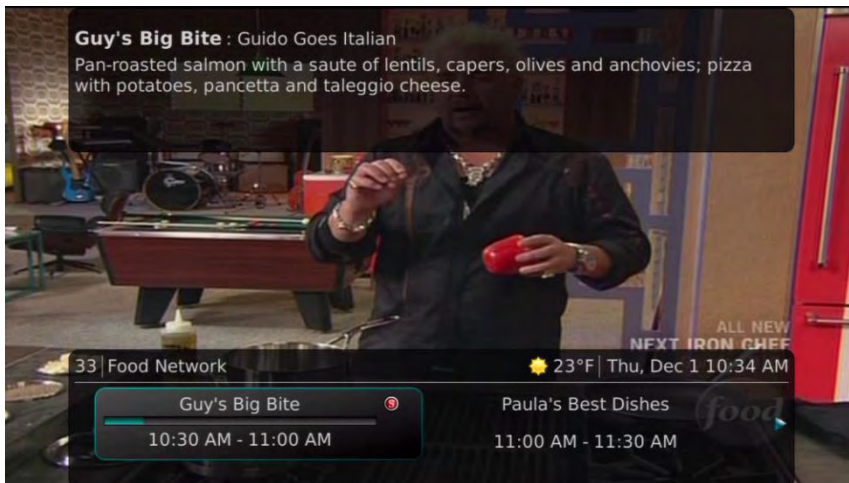 Guy's Big Bite : Guido Goes Italian
Pan-roasted salmon with a saute of lentils, capers, olives and anchovies; pizza
with potatoes, pancetta and taleggio cheese.
ALL NEW
NEXT IRON CHEF
33 Food Network 23°F Thu, Dec 1 10:34 AM
Guy's Big Bite S Paula's Best Dishes
food
10:30 AM - 11:00 AM 11:00 AM - 11:30 AM